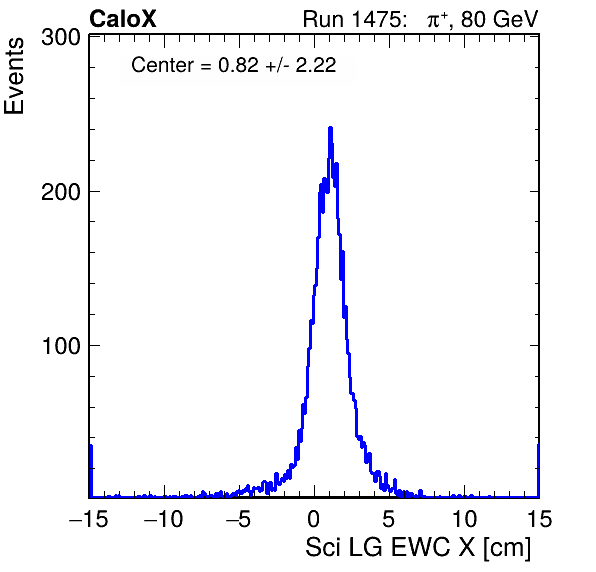 CaloX Run 1475: π⁺, 80 GeV
Center = 0.82 +/- 2.22
Events
300
200
100
−15 −10 −5 0 5 10 15
Sci LG EWC X [cm]